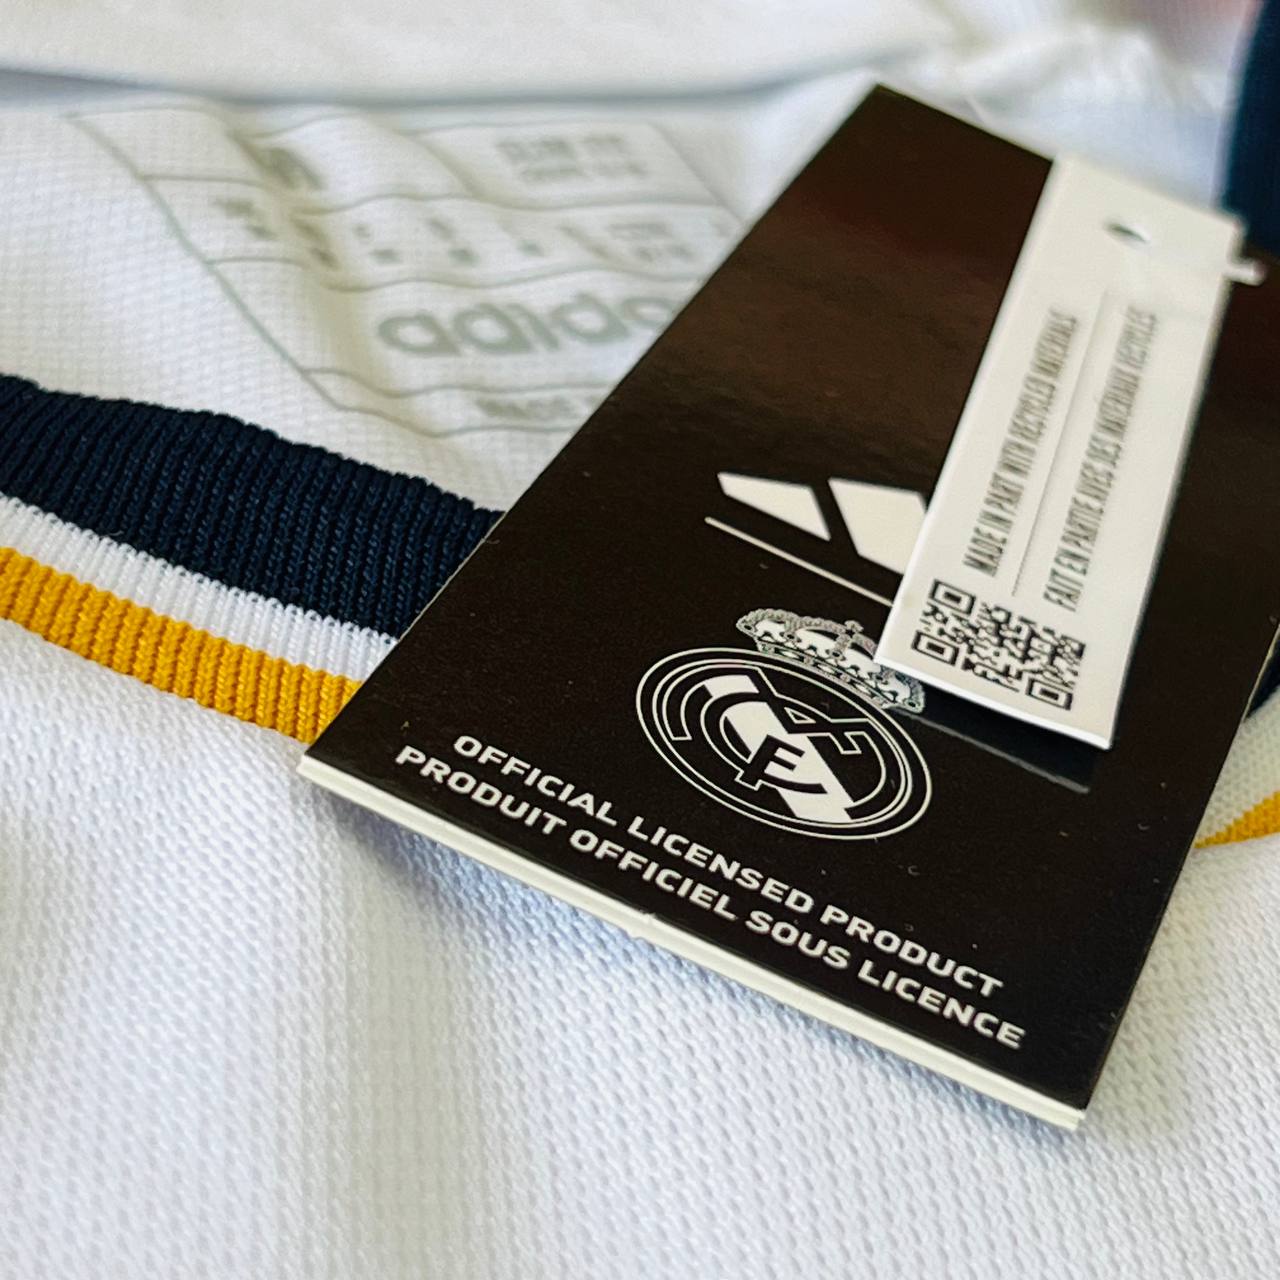 adidas
MADE IN PART WITH RECYCLED MATERIALS
FAIT EN PARTIE AVEC DES MATÉRIAUX RECYCLÉS
OFFICIAL LICENSED PRODUCT
PRODUIT OFFICIEL SOUS LICENCE